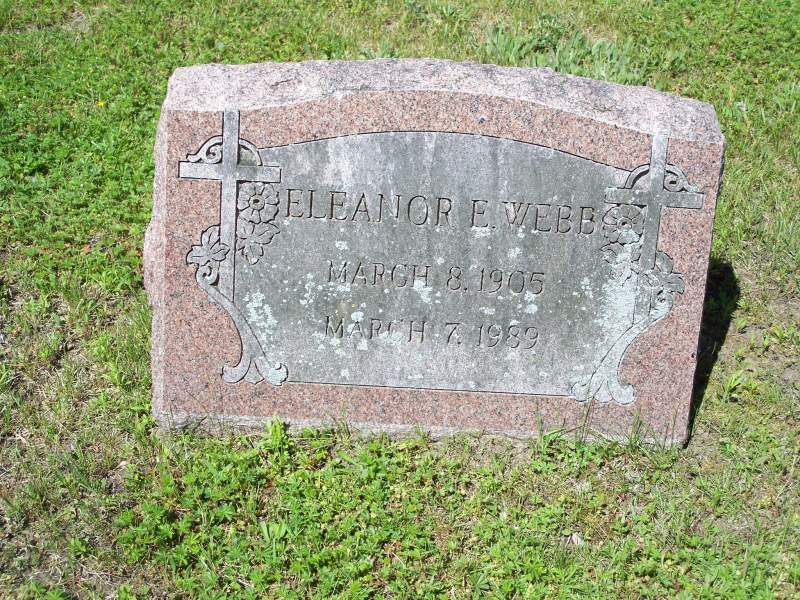 ELEANOR E. WEBB
MARCH 8, 1905
MARCH 7, 1989